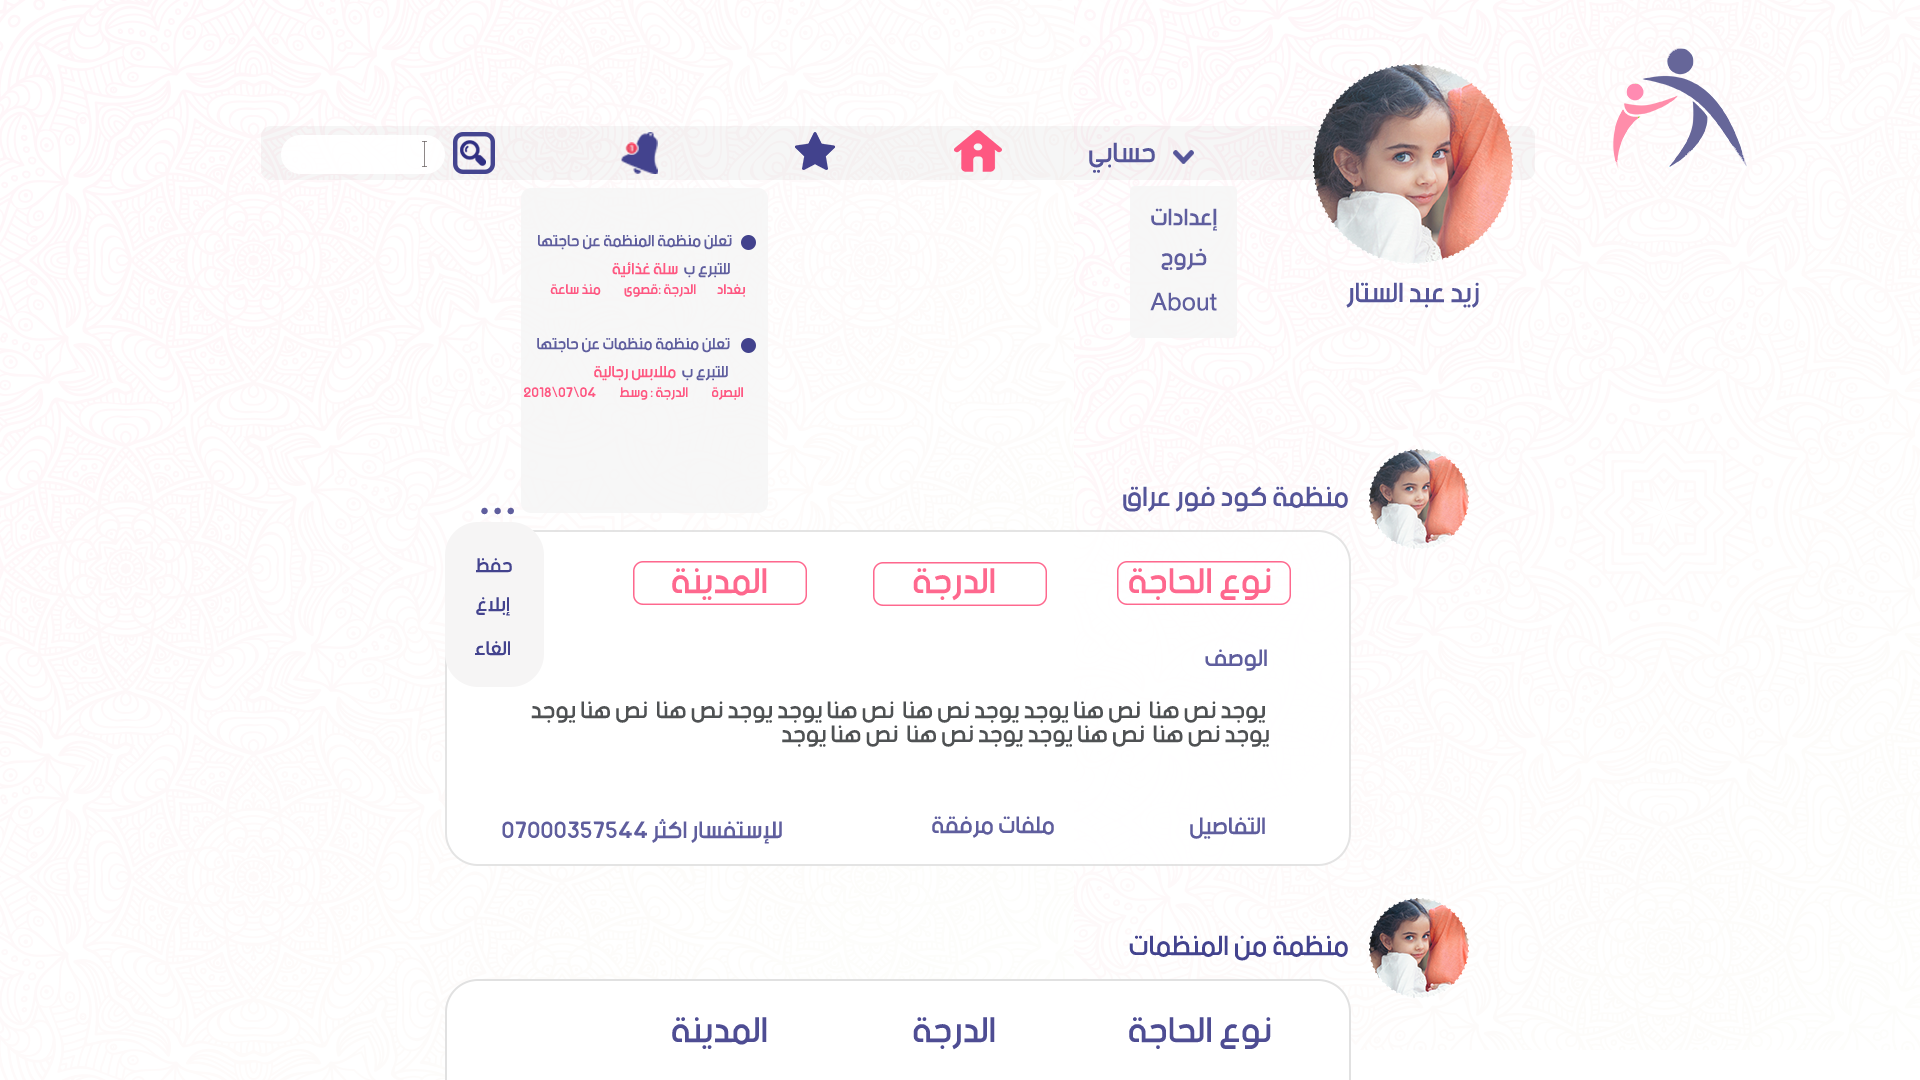 حسابي
إعدادات
خروج
About
زيد عبد الستار
1
تعلن منظمة المنظمة عن حاجتها
للتبرع ب سلة غذائية
بغداد الدرجة :قصوى منذ ساعة
تعلن منظمة منظمات عن حاجتها
للتبرع ب مللابس رجالية
البصرة الدرجة : وسط 2018\07\04
منظمة كود فور عراق
...
حفظ
إبلاغ
الغاء
نوع الحاجة الدرجة المدينة
الوصف
يوجد نص هنا نص هنا يوجد يوجد نص هنا نص هنا يوجد يوجد نص هنا نص هنا يوجد
يوجد نص هنا نص هنا يوجد يوجد نص هنا نص هنا يوجد
التفاصيل ملفات مرفقة للإستفسار اكثر 07000357544
منظمة من المنظمات
نوع الحاجة الدرجة المدينة